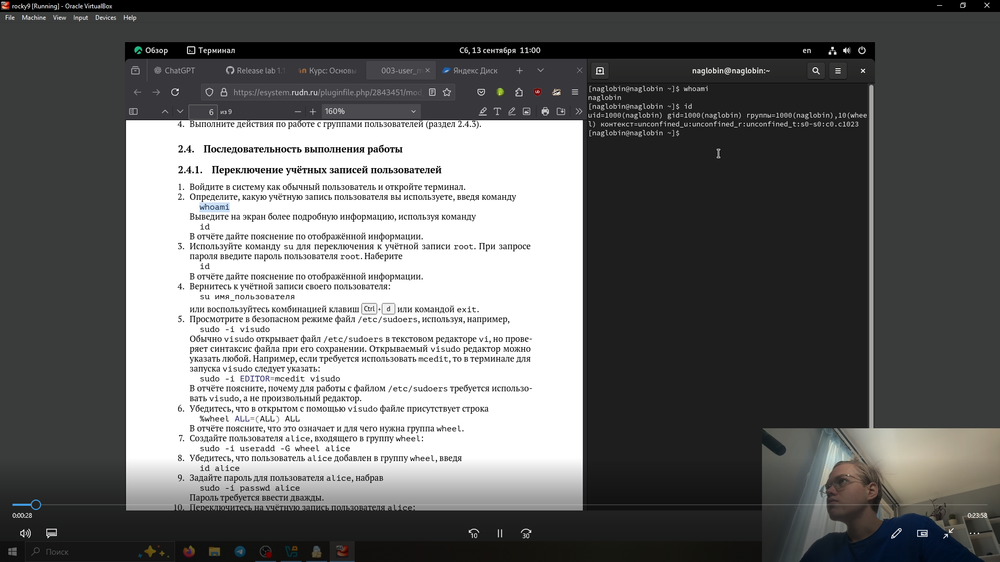 rocky9 [Running] - Oracle VirtualBox
File Machine View Input Devices Help
Обзор Терминал Сб, 13 сентября 11:00 en
ChatGPT Release lab 1.1 Курс: Основы 003-user_m Яндекс Диск
https://esystem.rudn.ru/pluginfile.php/2843451/mod_
6 из 9 160%
4. Выполните действия по работе с группами пользователей (раздел 2.4.3).
2.4. Последовательность выполнения работы
2.4.1. Переключение учётных записей пользователей
1. Войдите в систему как обычный пользователь и откройте терминал.
2. Определите, какую учётную запись пользователя вы используете, введя команду
whoami
Выведите на экран более подробную информацию, используя команду
id
В отчёте дайте пояснение по отображённой информации.
3. Используйте команду su для переключения к учётной записи root. При запросе
пароля введите пароль пользователя root. Наберите
id
В отчёте дайте пояснение по отображённой информации.
4. Вернитесь к учётной записи своего пользователя:
su имя_пользователя
или воспользуйтесь комбинацией клавиш Ctrl + d или командой exit.
5. Просмотрите в безопасном режиме файл /etc/sudoers, используя, например,
sudo -i visudo
Обычно visudo открывает файл /etc/sudoers в текстовом редакторе vi, но прове-
ряет синтаксис файла при его сохранении. Открываемый visudo редактор можно
указать любой. Например, если требуется использовать mcedit, то в терминале для
запуска visudo следует указать:
sudo -i EDITOR=mcedit visudo
В отчёте поясните, почему для работы с файлом /etc/sudoers требуется использо-
вать visudo, а не произвольный редактор.
6. Убедитесь, что в открытом с помощью visudo файле присутствует строка
%wheel ALL=(ALL) ALL
В отчёте поясните, что это означает и для чего нужна группа wheel.
7. Создайте пользователя alice, входящего в группу wheel:
sudo -i useradd -G wheel alice
8. Убедитесь, что пользователь alice добавлен в группу wheel, введя
id alice
9. Задайте пароль для пользователя alice, набрав
sudo -i passwd alice
Пароль требуется ввести дважды.
10. Переключитесь на учётную запись пользователя alice:
naglobin@naglobin:~
[naglobin@naglobin ~]$ whoami
naglobin
[naglobin@naglobin ~]$ id
uid=1000(naglobin) gid=1000(naglobin) группы=1000(naglobin),10(whee
l) контекст=unconfined_u:unconfined_r:unconfined_t:s0-s0:c0.c1023
[naglobin@naglobin ~]$
0:00:28 0:23:58
10 30
Поиск